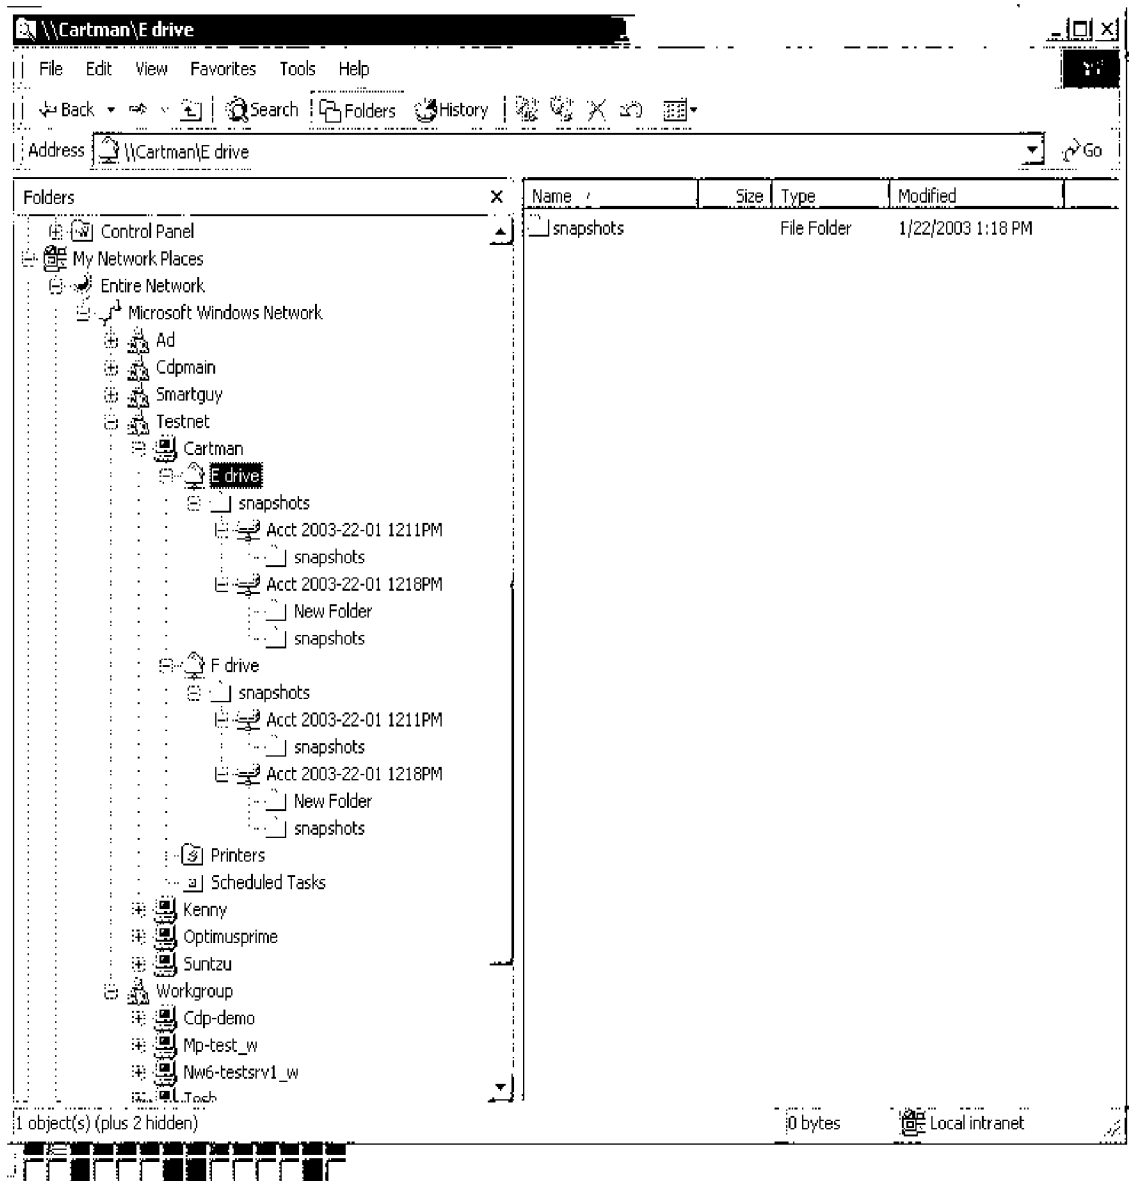 \\Cartman\E drive
File Edit View Favorites Tools Help
Back Search Folders History
Address \\Cartman\E drive Go
Folders Name Size Type Modified
Control Panel snapshots File Folder 1/22/2003 1:18 PM
My Network Places
Entire Network
Microsoft Windows Network
Ad
Cdpmain
Smartguy
Testnet
Cartman
E drive
snapshots
Acct 2003-22-01 1211PM
snapshots
Acct 2003-22-01 1218PM
New Folder
snapshots
F drive
snapshots
Acct 2003-22-01 1211PM
snapshots
Acct 2003-22-01 1218PM
New Folder
snapshots
Printers
Scheduled Tasks
Kenny
Optimusprime
Suntzu
Workgroup
Cdp-demo
Mp-test_w
Nw6-testsrv1_w
1 object(s) (plus 2 hidden) 0 bytes Local intranet